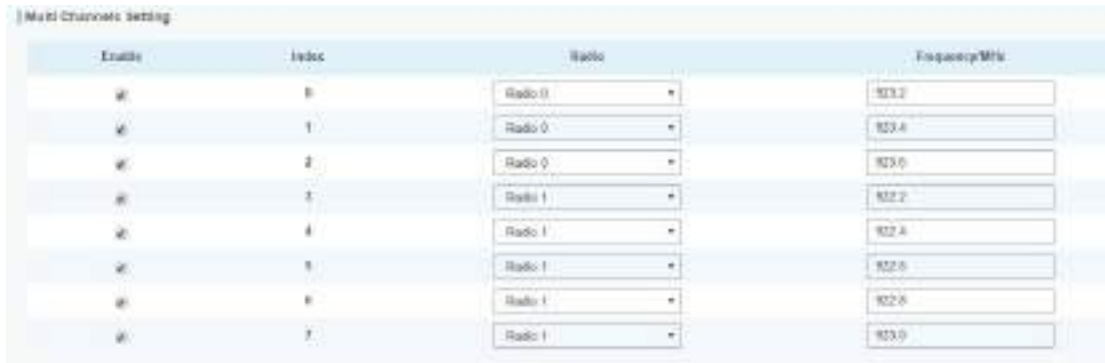 Multi Channels Setting
Enable Index Radio Frequency/MHz
0 Radio 0 923.2
1 Radio 0 923.4
2 Radio 0 923.6
3 Radio 1 922.2
4 Radio 1 922.4
5 Radio 1 922.6
6 Radio 1 922.8
7 Radio 1 923.0